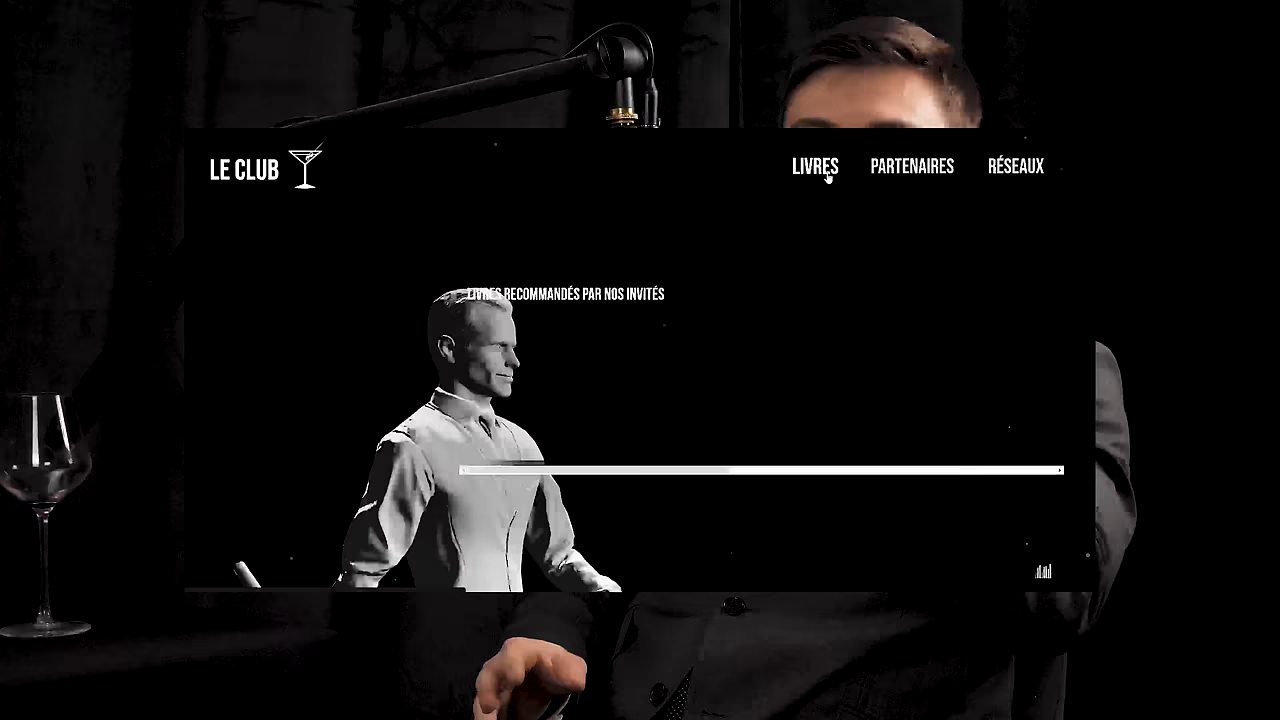 LE CLUB
LIVRES
PARTENAIRES
RÉSEAUX
LIVRES RECOMMANDÉS PAR NOS INVITÉS